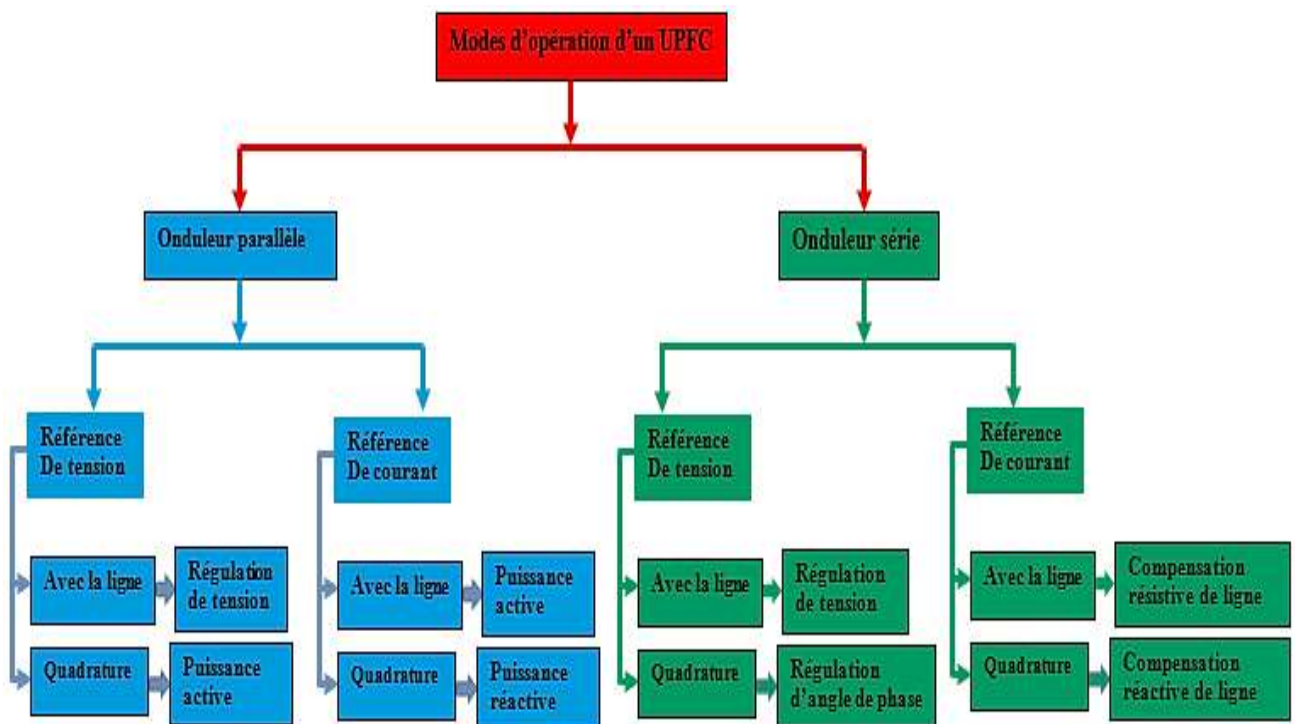 Modes d'opération d'un UPFC
Onduleur parallèle
Onduleur série
Référence
De tension
Référence
De courant
Référence
De tension
Référence
De courant
Avec la ligne
Régulation
de tension
Avec la ligne
Puissance
active
Avec la ligne
Régulation
de tension
Avec la ligne
Compensation
résistive de ligne
Quadrature
Puissance
active
Quadrature
Puissance
réactive
Quadrature
Régulation
d'angle de phase
Quadrature
Compensation
réactive de ligne